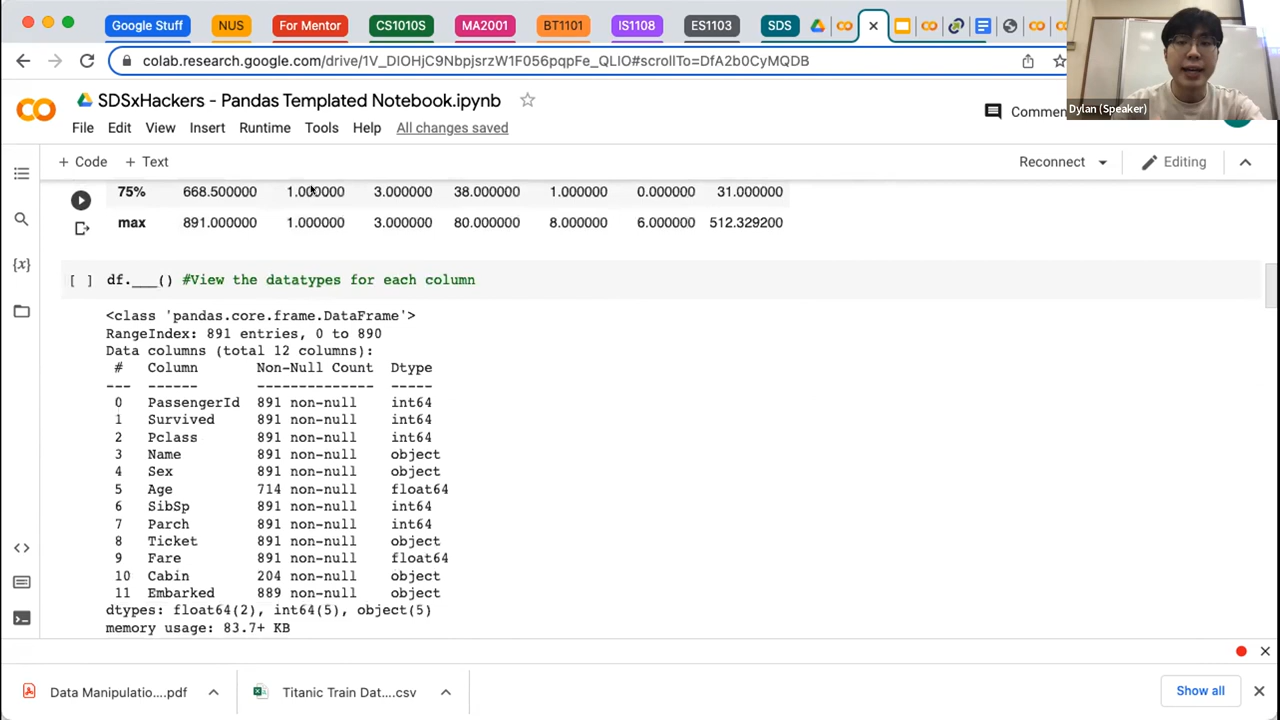 Google Stuff NUS For Mentor CS1010S MA2001 BT1101 IS1108 ES1103 SDS
colab.research.google.com/drive/1V_DIOHjC9NbpjsrzW1F056pqpFe_QLIO#scrollTo=DfA2b0CyMQDB
Dylan (Speaker)
SDSxHackers - Pandas Templated Notebook.ipynb
File Edit View Insert Runtime Tools Help All changes saved
+ Code + Text Reconnect Editing
75% 668.500000 1.000000 3.000000 38.000000 1.000000 0.000000 31.000000
max 891.000000 1.000000 3.000000 80.000000 8.000000 6.000000 512.329200
[ ] df.___() #View the datatypes for each column
<class 'pandas.core.frame.DataFrame'>
RangeIndex: 891 entries, 0 to 890
Data columns (total 12 columns):
# Column Non-Null Count Dtype
--- ------ -------------- -----
0 PassengerId 891 non-null int64
1 Survived 891 non-null int64
2 Pclass 891 non-null int64
3 Name 891 non-null object
4 Sex 891 non-null object
5 Age 714 non-null float64
6 SibSp 891 non-null int64
7 Parch 891 non-null int64
8 Ticket 891 non-null object
9 Fare 891 non-null float64
10 Cabin 204 non-null object
11 Embarked 889 non-null object
dtypes: float64(2), int64(5), object(5)
memory usage: 83.7+ KB
Data Manipulatio....pdf Titanic Train Dat....csv Show all